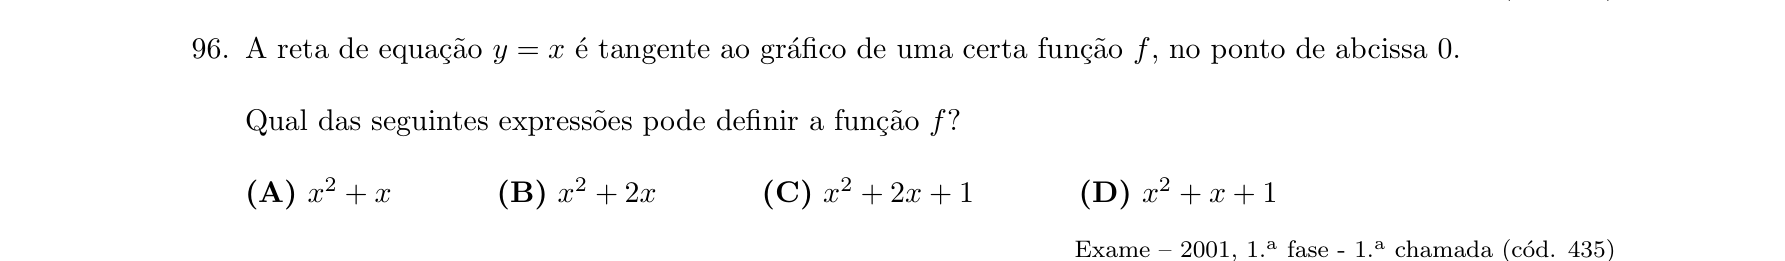 96. A reta de equação y = x é tangente ao gráfico de uma certa função f, no ponto de abcissa 0.
Qual das seguintes expressões pode definir a função f?
(A) x² + x (B) x² + 2x (C) x² + 2x + 1 (D) x² + x + 1
Exame – 2001, 1.ª fase - 1.ª chamada (cód. 435)